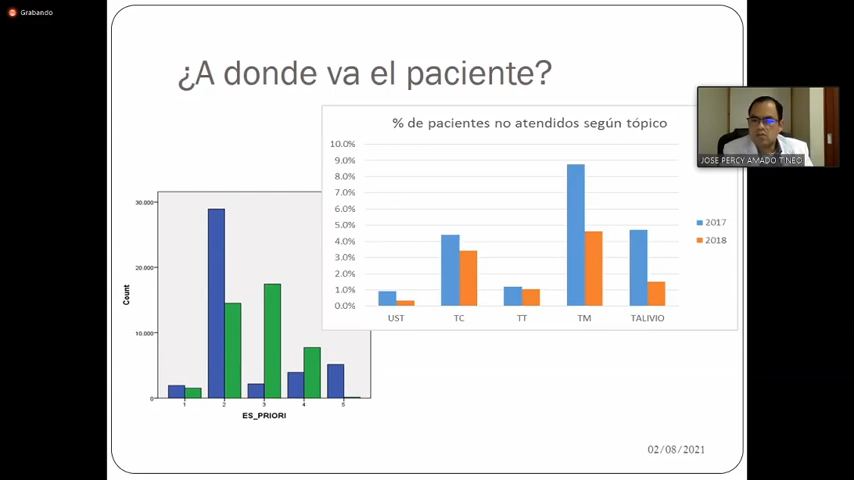 Grabando
¿A donde va el paciente?
% de pacientes no atendidos según tópico
10.0%
9.0%
8.0%
7.0%
6.0%
5.0%
4.0%
3.0%
2.0%
1.0%
0.0%
UST TC TT TM TALIVIO
2017
2018
JOSE PERCY AMADO TINEO
30.000
20.000
10.000
0
Count
1 2 3 4 5
ES_PRIORI
02/08/2021